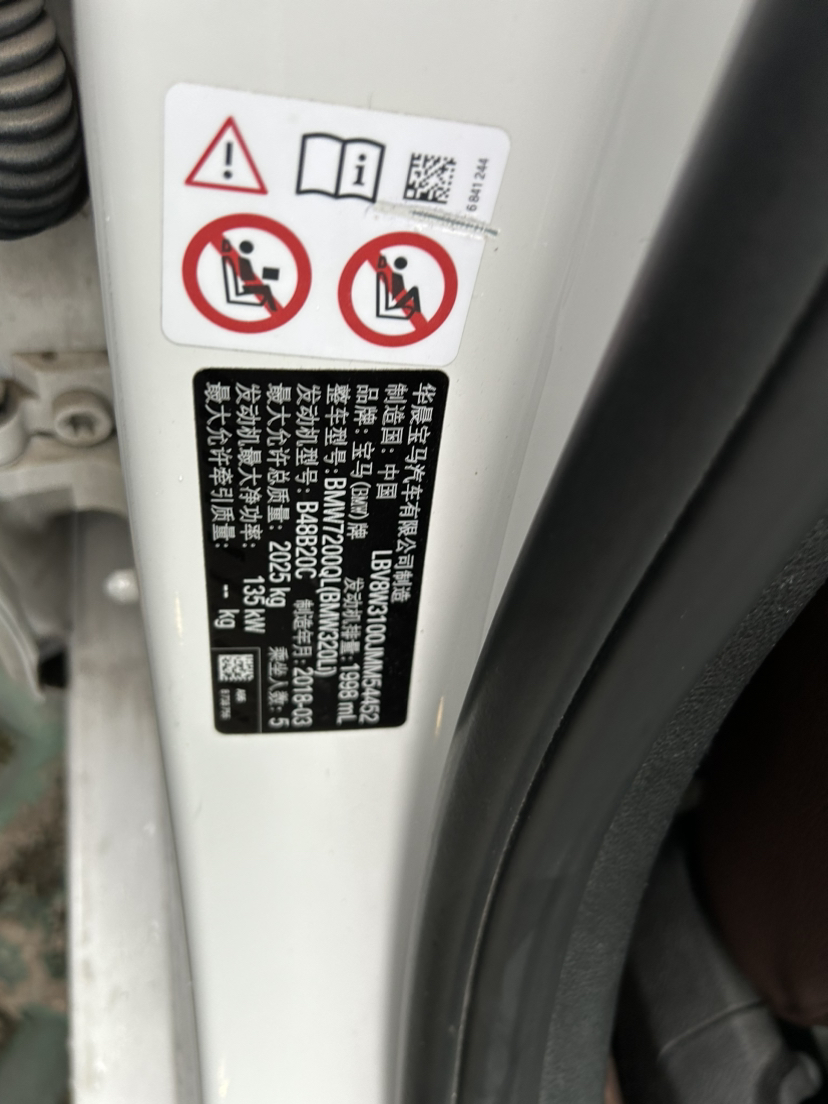 6 841 244
华晨宝马汽车有限公司制造
制造国：中国 LBV8W3100JMM54452
品牌：宝马(BMW)牌 发动机排量：1998 mL
整车型号：BMW7200QL(BMW320Li)
发动机型号：B48B20C 制造年月：2018-03
最大允许总质量：2025 kg 乘坐人数：5
发动机最大净功率：135 kW
最大允许牵引质量：-- kg